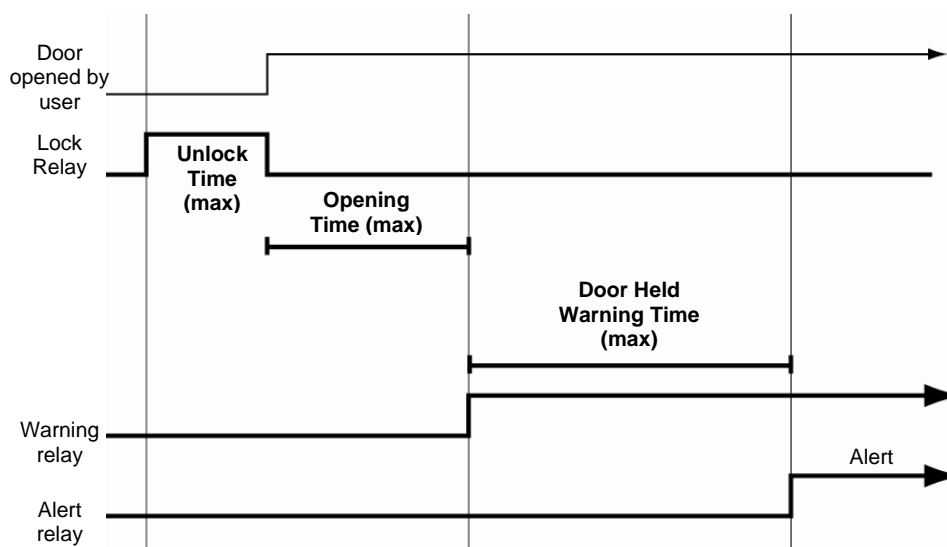 Door
opened by
user
Lock
Relay
Unlock
Time
(max)
Opening
Time (max)
Door Held
Warning Time
(max)
Warning
relay
Alert
Alert
relay